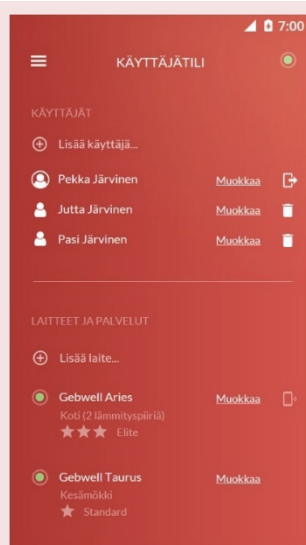 7:00
KÄYTTÄJÄTILI
KÄYTTÄJÄT
Lisää käyttäjä...
Pekka Järvinen Muokkaa
Jutta Järvinen Muokkaa
Pasi Järvinen Muokkaa
LAITTEET JA PALVELUT
Lisää laite...
Gebwell Aries Muokkaa
Koti (2 lämmityspiiriä)
Elite
Gebwell Taurus Muokkaa
Kesämökki
Standard